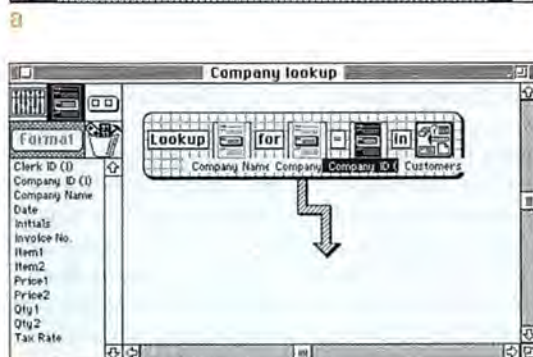 a
Company lookup
Lookup for = in
Company Name Company Company ID ( Customers
Format
Clerk ID (I)
Company ID (I)
Company Name
Date
Initials
Invoice No.
Item1
Item2
Price1
Price2
Qty1
Qty2
Tax Rate